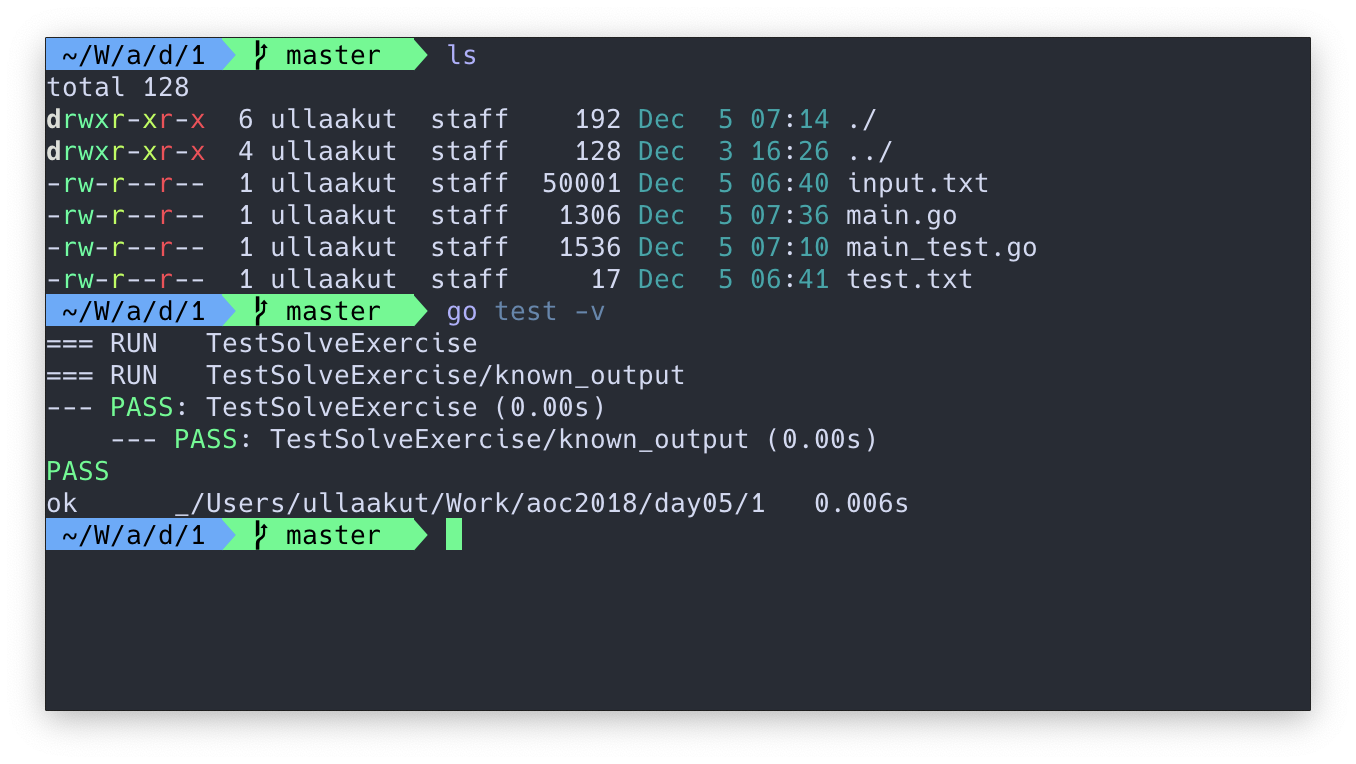 ~/W/a/d/1 master ls
total 128
drwxr-xr-x  6 ullaakut  staff    192 Dec  5 07:14 ./
drwxr-xr-x  4 ullaakut  staff    128 Dec  3 16:26 ../
-rw-r--r--  1 ullaakut  staff  50001 Dec  5 06:40 input.txt
-rw-r--r--  1 ullaakut  staff   1306 Dec  5 07:36 main.go
-rw-r--r--  1 ullaakut  staff   1536 Dec  5 07:10 main_test.go
-rw-r--r--  1 ullaakut  staff     17 Dec  5 06:41 test.txt
~/W/a/d/1 master go test -v
=== RUN   TestSolveExercise
=== RUN   TestSolveExercise/known_output
--- PASS: TestSolveExercise (0.00s)
    --- PASS: TestSolveExercise/known_output (0.00s)
PASS
ok      _/Users/ullaakut/Work/aoc2018/day05/1   0.006s
~/W/a/d/1 master